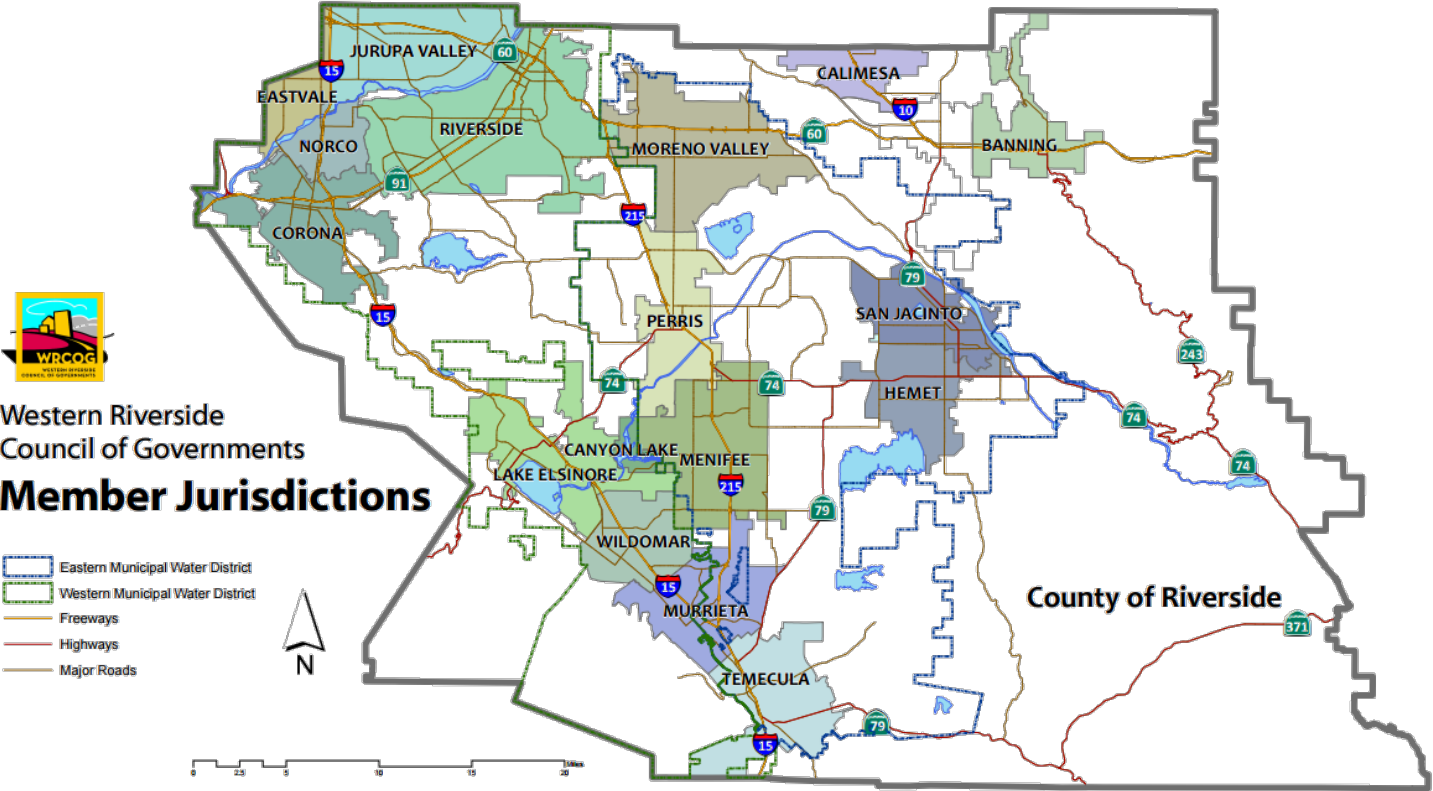 JURUPA VALLEY
60
15
EASTVALE
CALIMESA
10
NORCO
RIVERSIDE
60
MORENO VALLEY
BANNING
91
215
CORONA
79
15
PERRIS
SAN JACINTO
243
WRCOG
WESTERN RIVERSIDE
COUNCIL OF GOVERNMENTS
74
74
HEMET
74
Western Riverside
Council of Governments
Member Jurisdictions
CANYON LAKE
MENIFEE
LAKE ELSINORE
74
215
79
WILDOMAR
Eastern Municipal Water District
Western Municipal Water District
Freeways
Highways
Major Roads
N
15
MURRIETA
County of Riverside
371
TEMECULA
79
15
Miles
0 2.5 5 10 15 20